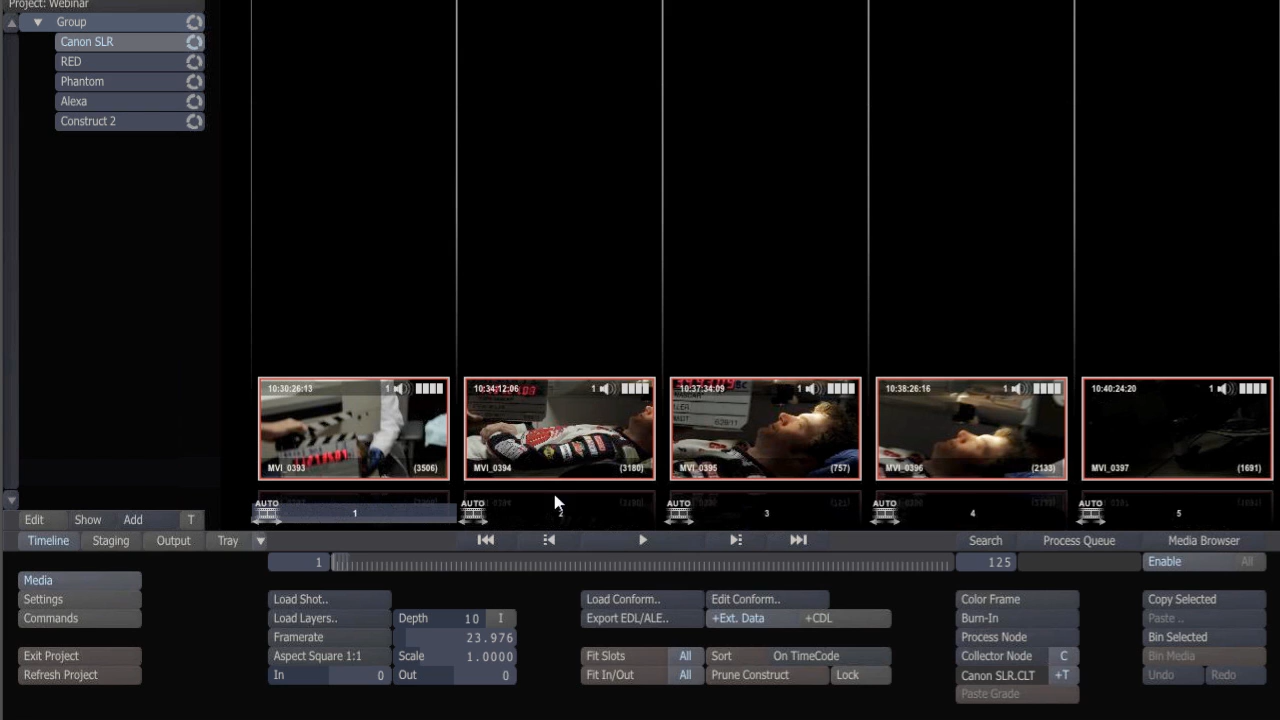 Project: Webinar
Group
Canon SLR
RED
Phantom
Alexa
Construct 2
10:30:26:13 1
MVI_0393 (3506)
10:34:12:06 1
MVI_0394 (3180)
10:37:34:09 1
MVI_0395 (757)
10:38:26:16 1
MVI_0396 (2133)
10:40:24:20 1
MVI_0397 (1691)
AUTO 1
AUTO 2
AUTO 3
AUTO 4
AUTO 5
Edit Show Add T
Timeline Staging Output Tray
Search Process Queue Media Browser
1
125 Enable All
Media
Settings
Commands
Exit Project
Refresh Project
Load Shot..
Load Layers.. Depth 10 I
Framerate 23.976
Aspect Square 1:1 Scale 1.0000
In 0 Out 0
Load Conform.. Edit Conform..
Export EDL/ALE.. +Ext. Data +CDL
Fit Slots All Sort On TimeCode
Fit In/Out All Prune Construct Lock
Color Frame
Burn-In
Process Node
Collector Node C
Canon SLR.CLT +T
Paste Grade
Copy Selected
Paste ..
Bin Selected
Bin Media
Undo Redo